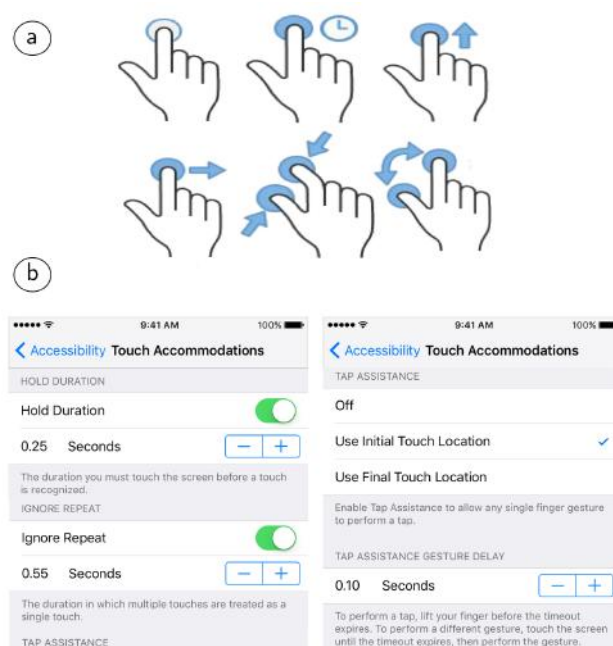 a
b
9:41 AM 100%
Accessibility Touch Accommodations
HOLD DURATION
Hold Duration
0.25 Seconds
The duration you must touch the screen before a touch
is recognized.
IGNORE REPEAT
Ignore Repeat
0.55 Seconds
The duration in which multiple touches are treated as a
single touch.
TAP ASSISTANCE
9:41 AM 100%
Accessibility Touch Accommodations
TAP ASSISTANCE
Off
Use Initial Touch Location
Use Final Touch Location
Enable Tap Assistance to allow any single finger gesture
to perform a tap.
TAP ASSISTANCE GESTURE DELAY
0.10 Seconds
To perform a tap, lift your finger before the timeout
expires. To perform a different gesture, touch the screen
until the timeout expires, then perform the gesture.